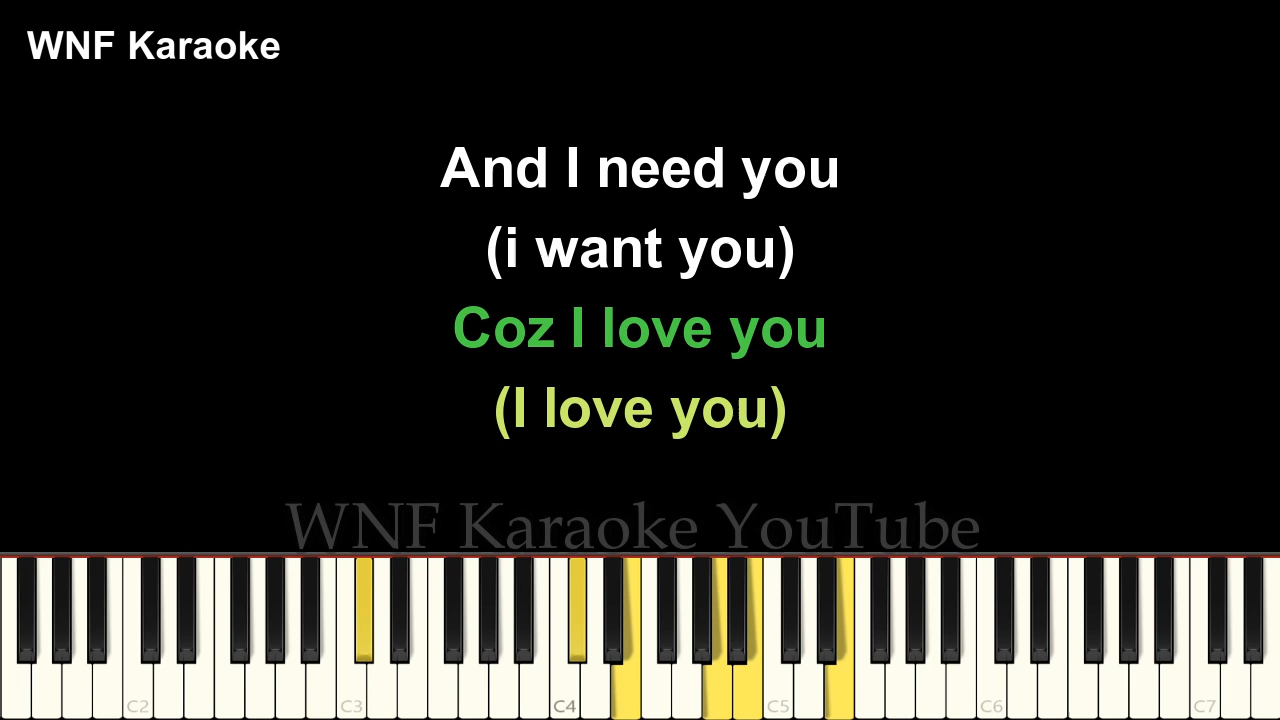 WNF Karaoke
And I need you
(i want you)
Coz I love you
(I love you)
WNF Karaoke YouTube
C2 C3 C4 C5 C6 C7